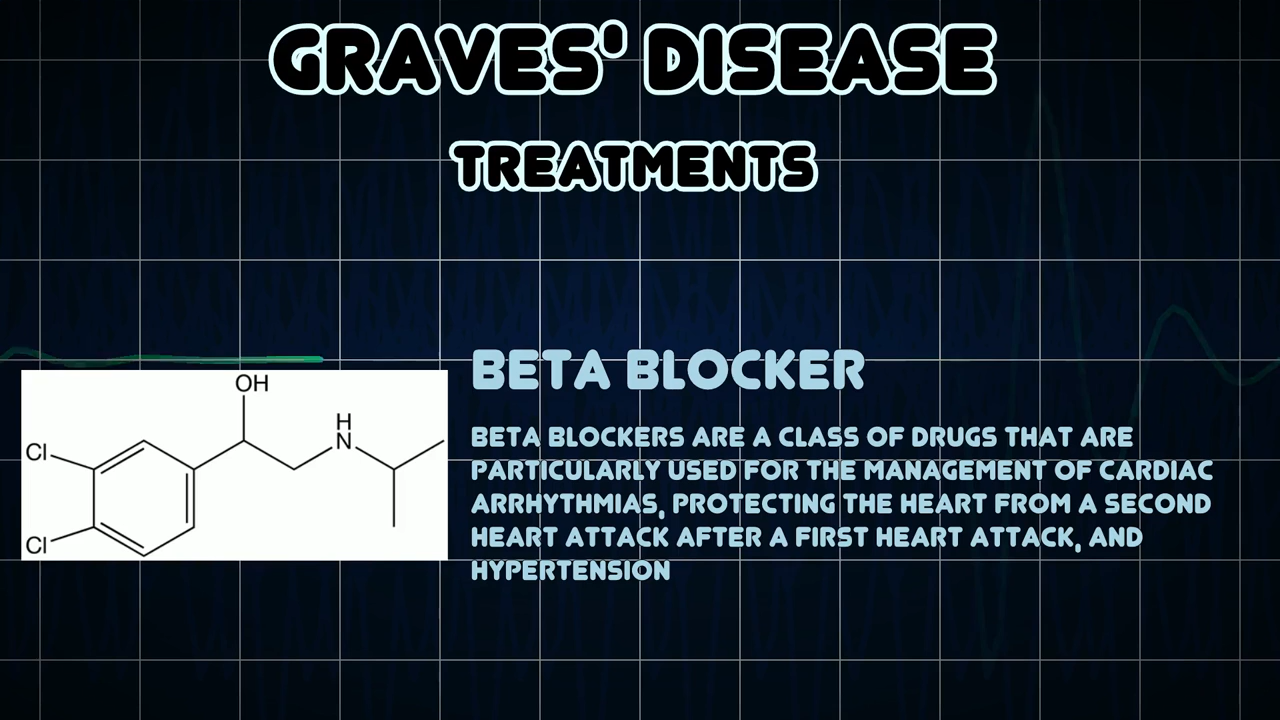 GRAVES' DISEASE
TREATMENTS
BETA BLOCKER
BETA BLOCKERS ARE A CLASS OF DRUGS THAT ARE
PARTICULARLY USED FOR THE MANAGEMENT OF CARDIAC
ARRHYTHMIAS, PROTECTING THE HEART FROM A SECOND
HEART ATTACK AFTER A FIRST HEART ATTACK, AND
HYPERTENSION
OH
H
N
Cl
Cl